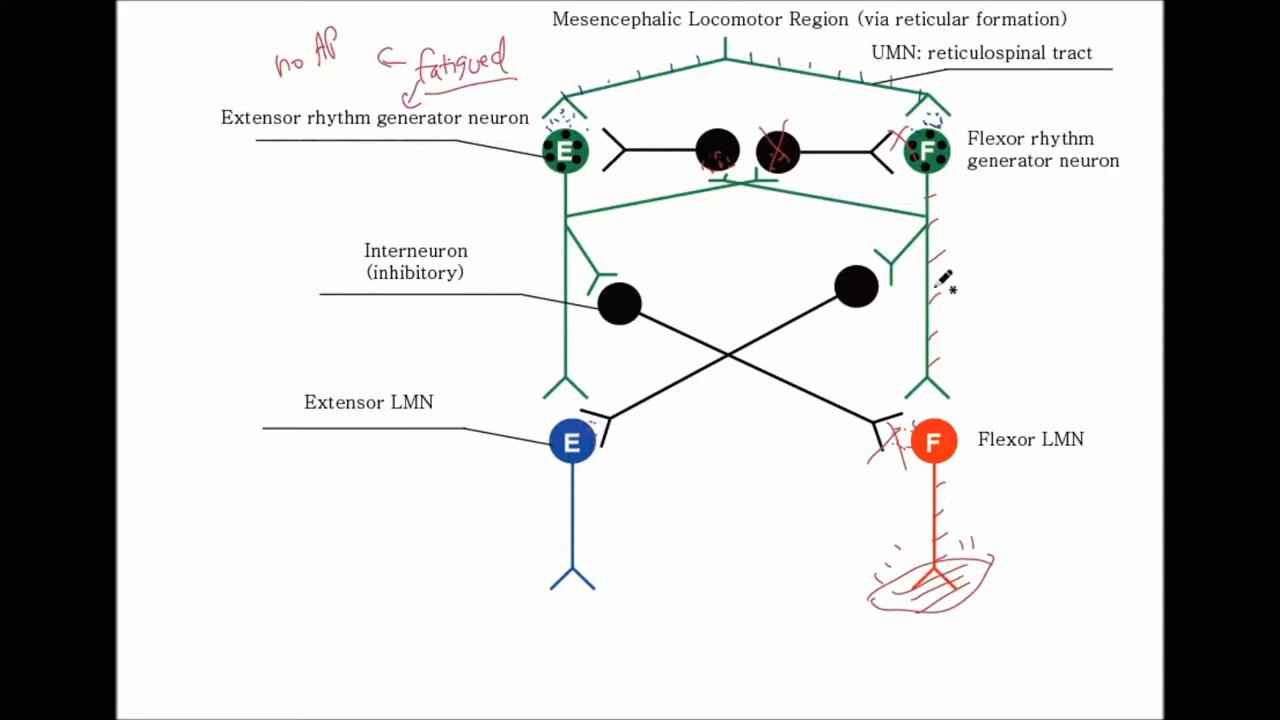 Mesencephalic Locomotor Region (via reticular formation)
no AP
fatigued
UMN: reticulospinal tract
Extensor rhythm generator neuron
E
F
Flexor rhythm
generator neuron
Interneuron
(inhibitory)
*
Extensor LMN
E
F
Flexor LMN